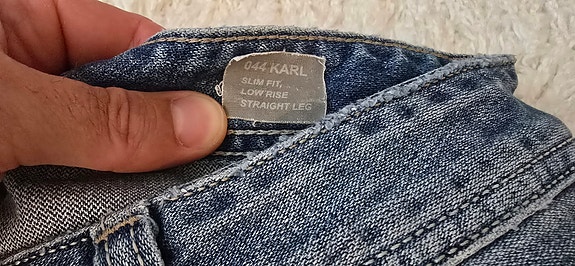 044 KARL
SLIM FIT,
LOW RISE
STRAIGHT LEG